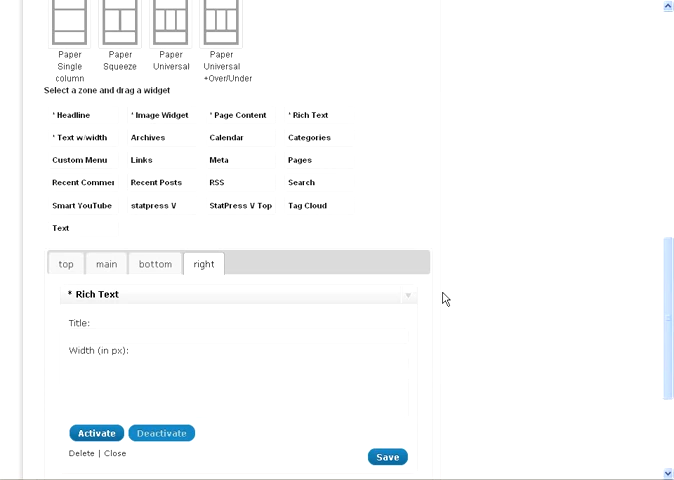 Paper Single column
Paper Squeeze
Paper Universal
Paper Universal +Over/Under
Select a zone and drag a widget
* Headline * Image Widget * Page Content * Rich Text
* Text w/width Archives Calendar Categories
Custom Menu Links Meta Pages
Recent Commer Recent Posts RSS Search
Smart YouTube statpress V StatPress V Top Tag Cloud
Text
top main bottom right
* Rich Text
Title:
Width (in px):
Activate Deactivate
Delete | Close
Save